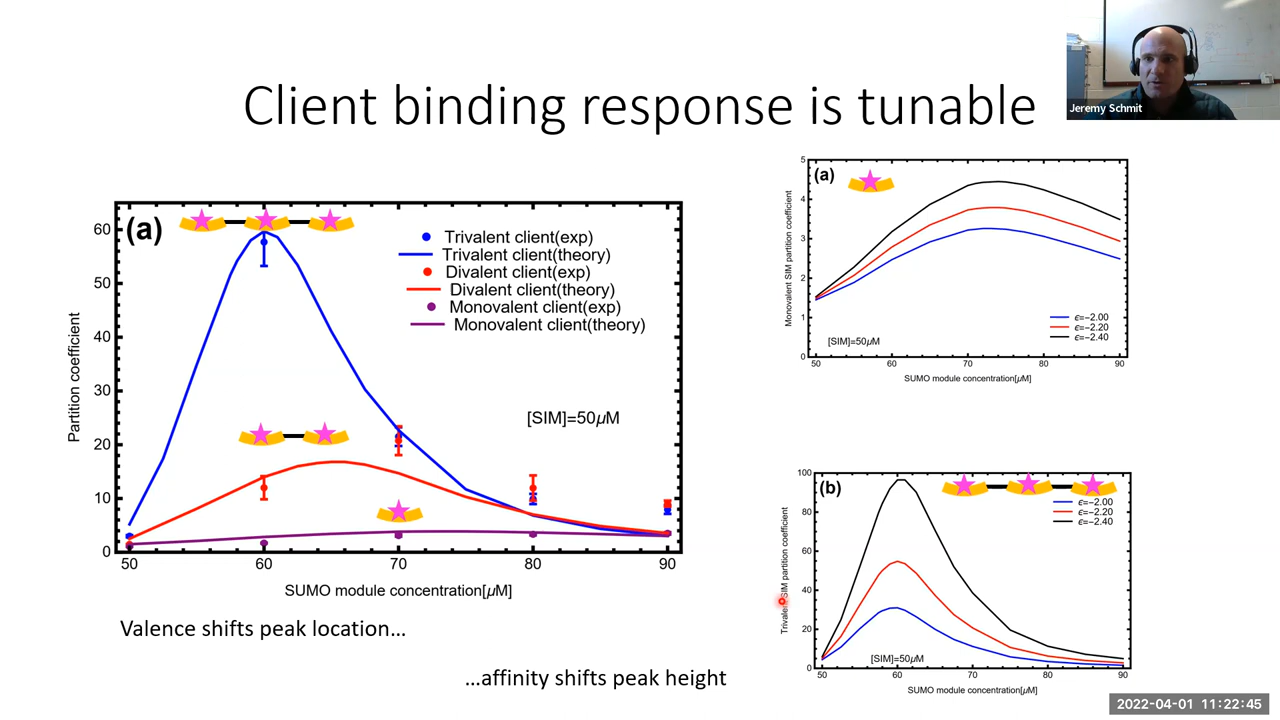 Client binding response is tunable
Jeremy Schmit
(a)
Trivalent client(exp)
Trivalent client(theory)
Divalent client(exp)
Divalent client(theory)
Monovalent client(exp)
Monovalent client(theory)
[SIM]=50μM
Partition coefficient
60
50
40
30
20
10
0
50 60 70 80 90
SUMO module concentration[μM]
Valence shifts peak location...
...affinity shifts peak height
(a)
Monovalent SIM partition coefficient
5
4
3
2
1
0
ϵ=-2.00
ϵ=-2.20
ϵ=-2.40
[SIM]=50μM
50 60 70 80 90
SUMO module concentration[μM]
(b)
Trivalent SIM partition coefficient
100
80
60
40
20
0
ϵ=-2.00
ϵ=-2.20
ϵ=-2.40
[SIM]=50μM
50 60 70 80 90
SUMO module concentration[μM]
2022-04-01 11:22:45